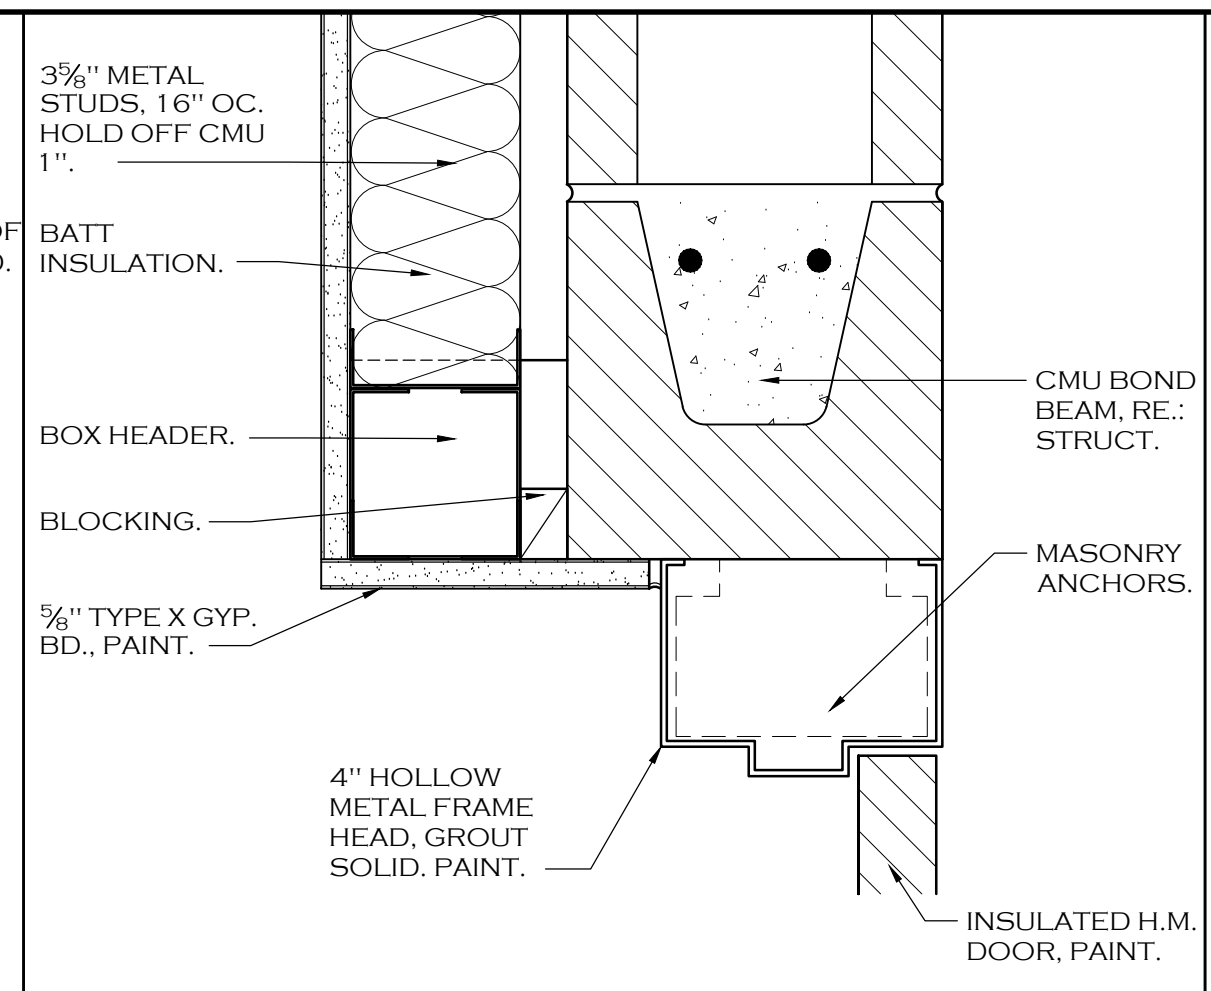 3⅝" METAL
STUDS, 16" OC.
HOLD OFF CMU
1".
OF
D.
BATT
INSULATION.
BOX HEADER.
BLOCKING.
⅝" TYPE X GYP.
BD., PAINT.
4" HOLLOW
METAL FRAME
HEAD, GROUT
SOLID. PAINT.
CMU BOND
BEAM, RE.:
STRUCT.
MASONRY
ANCHORS.
INSULATED H.M.
DOOR, PAINT.